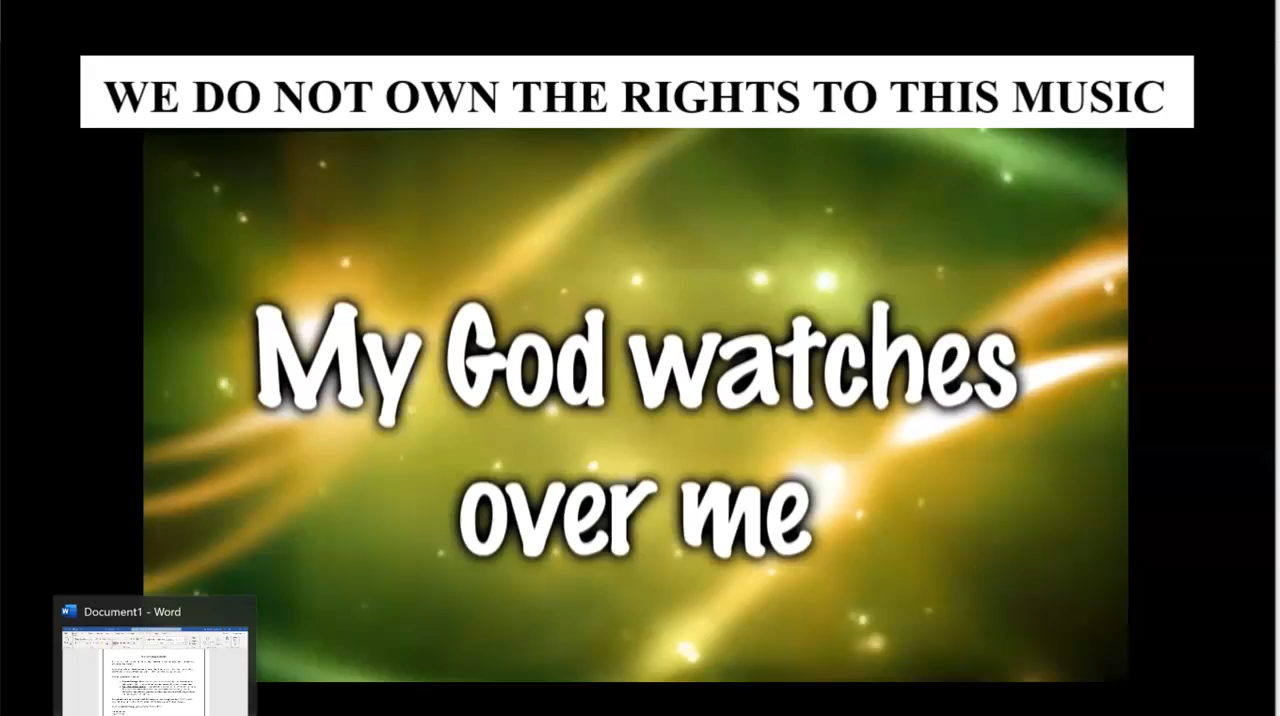 WE DO NOT OWN THE RIGHTS TO THIS MUSIC
My God watches
over me
Document1 - Word